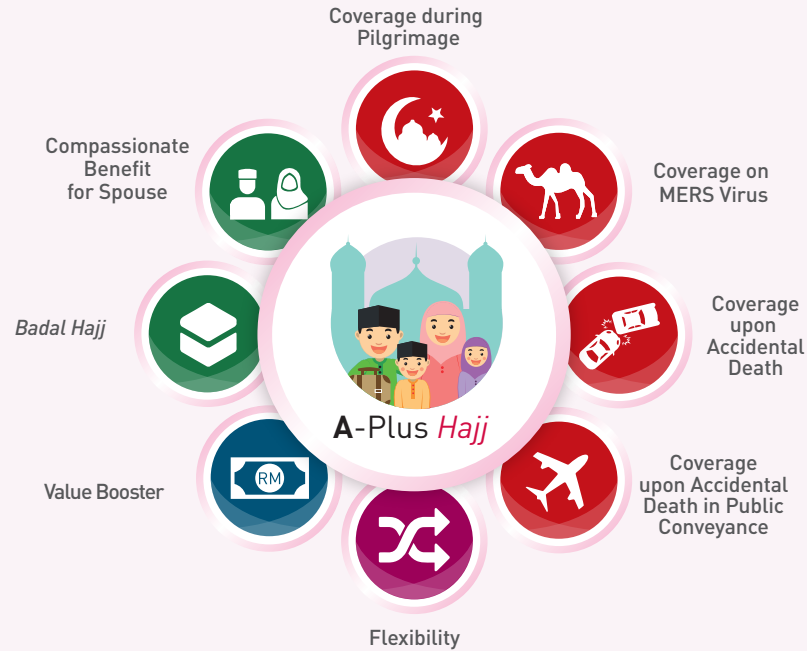 Coverage during
Pilgrimage
Compassionate
Benefit
for Spouse
Coverage on
MERS Virus
Badal Hajj
Coverage
upon
Accidental
Death
A-Plus Hajj
Value Booster
RM
Coverage
upon Accidental
Death in Public
Conveyance
Flexibility